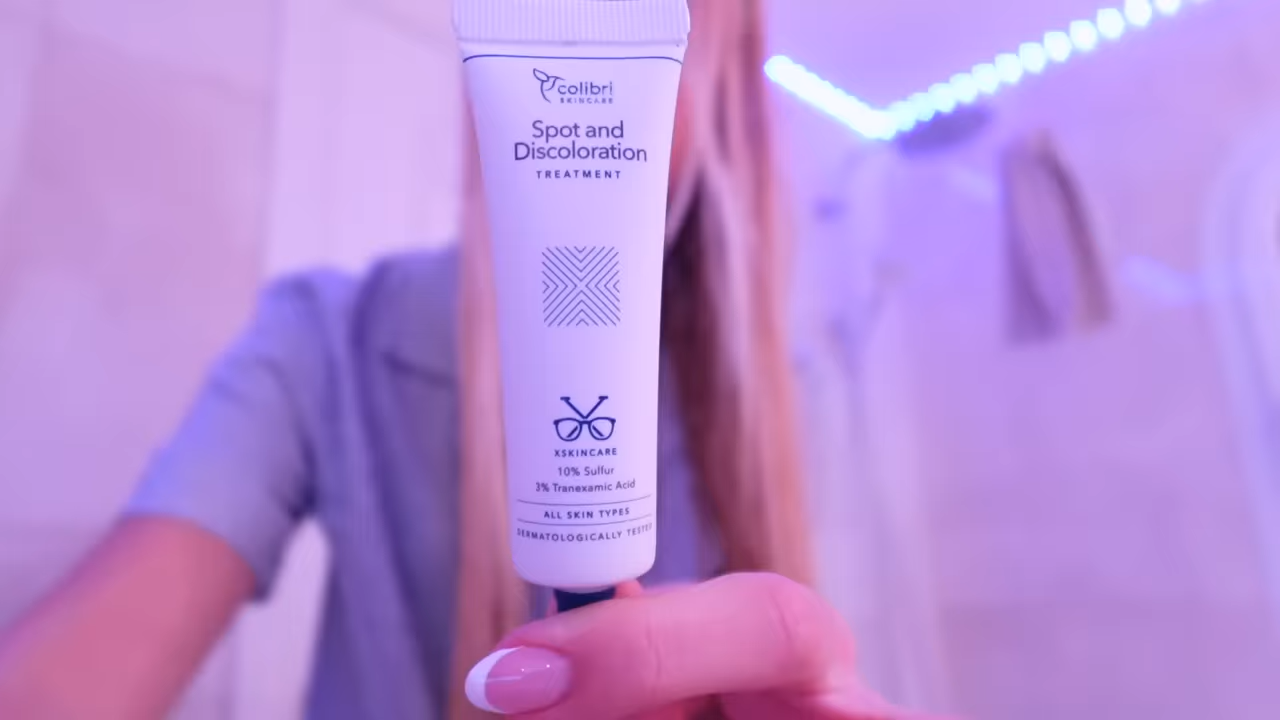 colibri
SKINCARE
Spot and
Discoloration
TREATMENT
XSKINCARE
10% Sulfur
3% Tranexamic Acid
ALL SKIN TYPES
DERMATOLOGICALLY TESTED